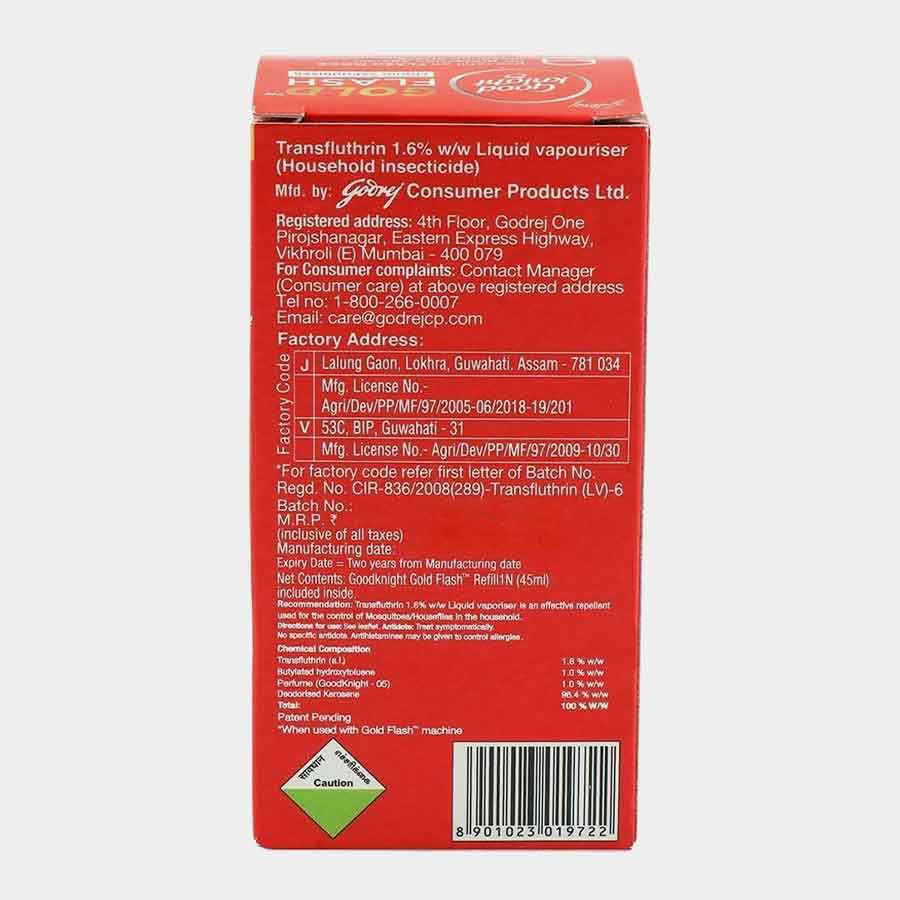 GOLD
FLASH
LIQUID VAPOURISER
Good
knight
Godrej
Transfluthrin 1.6% w/w Liquid vapouriser
(Household insecticide)
Mfd. by: Godrej Consumer Products Ltd.
Registered address: 4th Floor, Godrej One
Pirojshanagar, Eastern Express Highway,
Vikhroli (E) Mumbai - 400 079
For Consumer complaints: Contact Manager
(Consumer care) at above registered address
Tel no: 1-800-266-0007
Email: care@godrejcp.com
Factory Address:
Factory Code
J Lalung Gaon, Lokhra, Guwahati. Assam - 781 034
Mfg. License No.-
Agri/Dev/PP/MF/97/2005-06/2018-19/201
V 53C, BIP, Guwahati - 31
Mfg. License No.- Agri/Dev/PP/MF/97/2009-10/30
*For factory code refer first letter of Batch No.
Regd. No. CIR-836/2008(289)-Transfluthrin (LV)-6
Batch No.:
M.R.P. ₹
(inclusive of all taxes)
Manufacturing date:
Expiry Date = Two years from Manufacturing date
Net Contents: Goodknight Gold Flash™ Refill1N (45ml)
included inside.
Recommendation: Transfluthrin 1.6% w/w Liquid vaporiser is an effective repellent
used for the control of Mosquitoes/Houseflies in the household.
Directions for use: See leaflet. Antidote: Treat symptomatically.
No specific antidote. Antihistamines may be given to control allergies.
Chemical Composition
Transfluthrin (a.i.) 1.6 % w/w
Butylated hydroxytoluene 1.0 % w/w
Perfume (GoodKnight - 05) 1.0 % w/w
Deodorised Kerosene 96.4 % w/w
Total: 100 % W/W
Patent Pending
*When used with Gold Flash™ machine
सावधान
எச்சரிக்கை
Caution
8 901023 019722